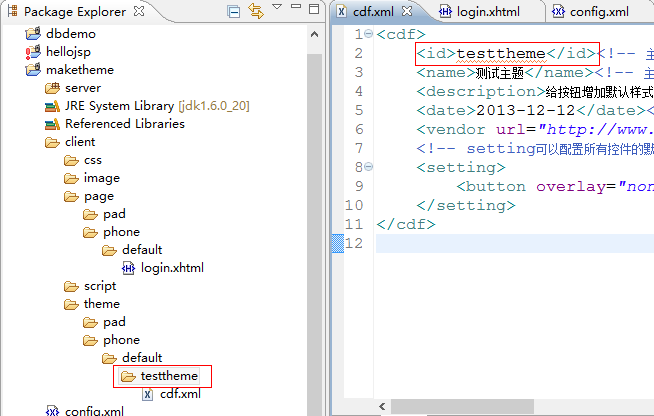 Package Explorer
dbdemo
hellojsp
maketheme
server
JRE System Library [jdk1.6.0_20]
Referenced Libraries
client
css
image
page
pad
phone
default
login.xhtml
script
theme
pad
phone
default
testtheme
cdf.xml
config.xml
cdf.xml login.xhtml config.xml
1 <cdf>
2 <id>testtheme</id><!-- 主
3 <name>测试主题</name><!-- 主
4 <description>给按钮增加默认样式
5 <date>2013-12-12</date><
6 <vendor url="http://www.
7 <!-- setting可以配置所有控件的默
8 <setting>
9 <button overlay="non
10 </setting>
11 </cdf>
12